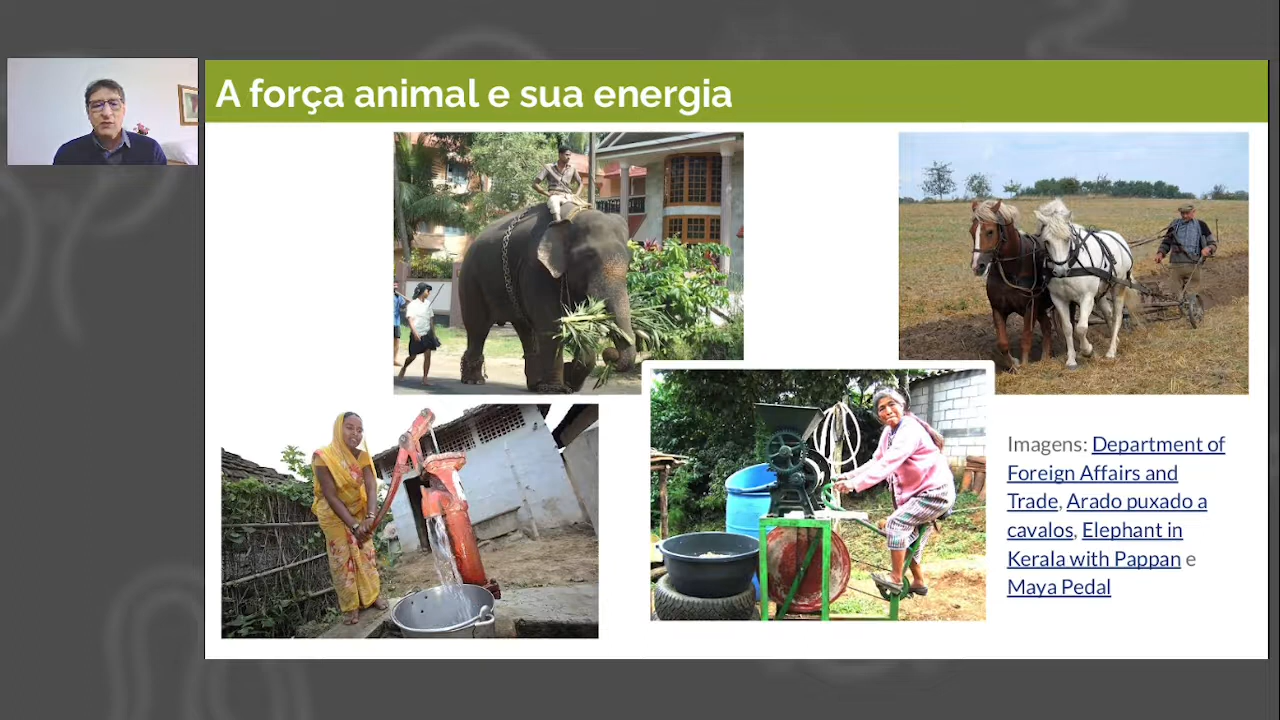 A força animal e sua energia
Imagens: Department of
Foreign Affairs and
Trade, Arado puxado a
cavalos, Elephant in
Kerala with Pappan e
Maya Pedal